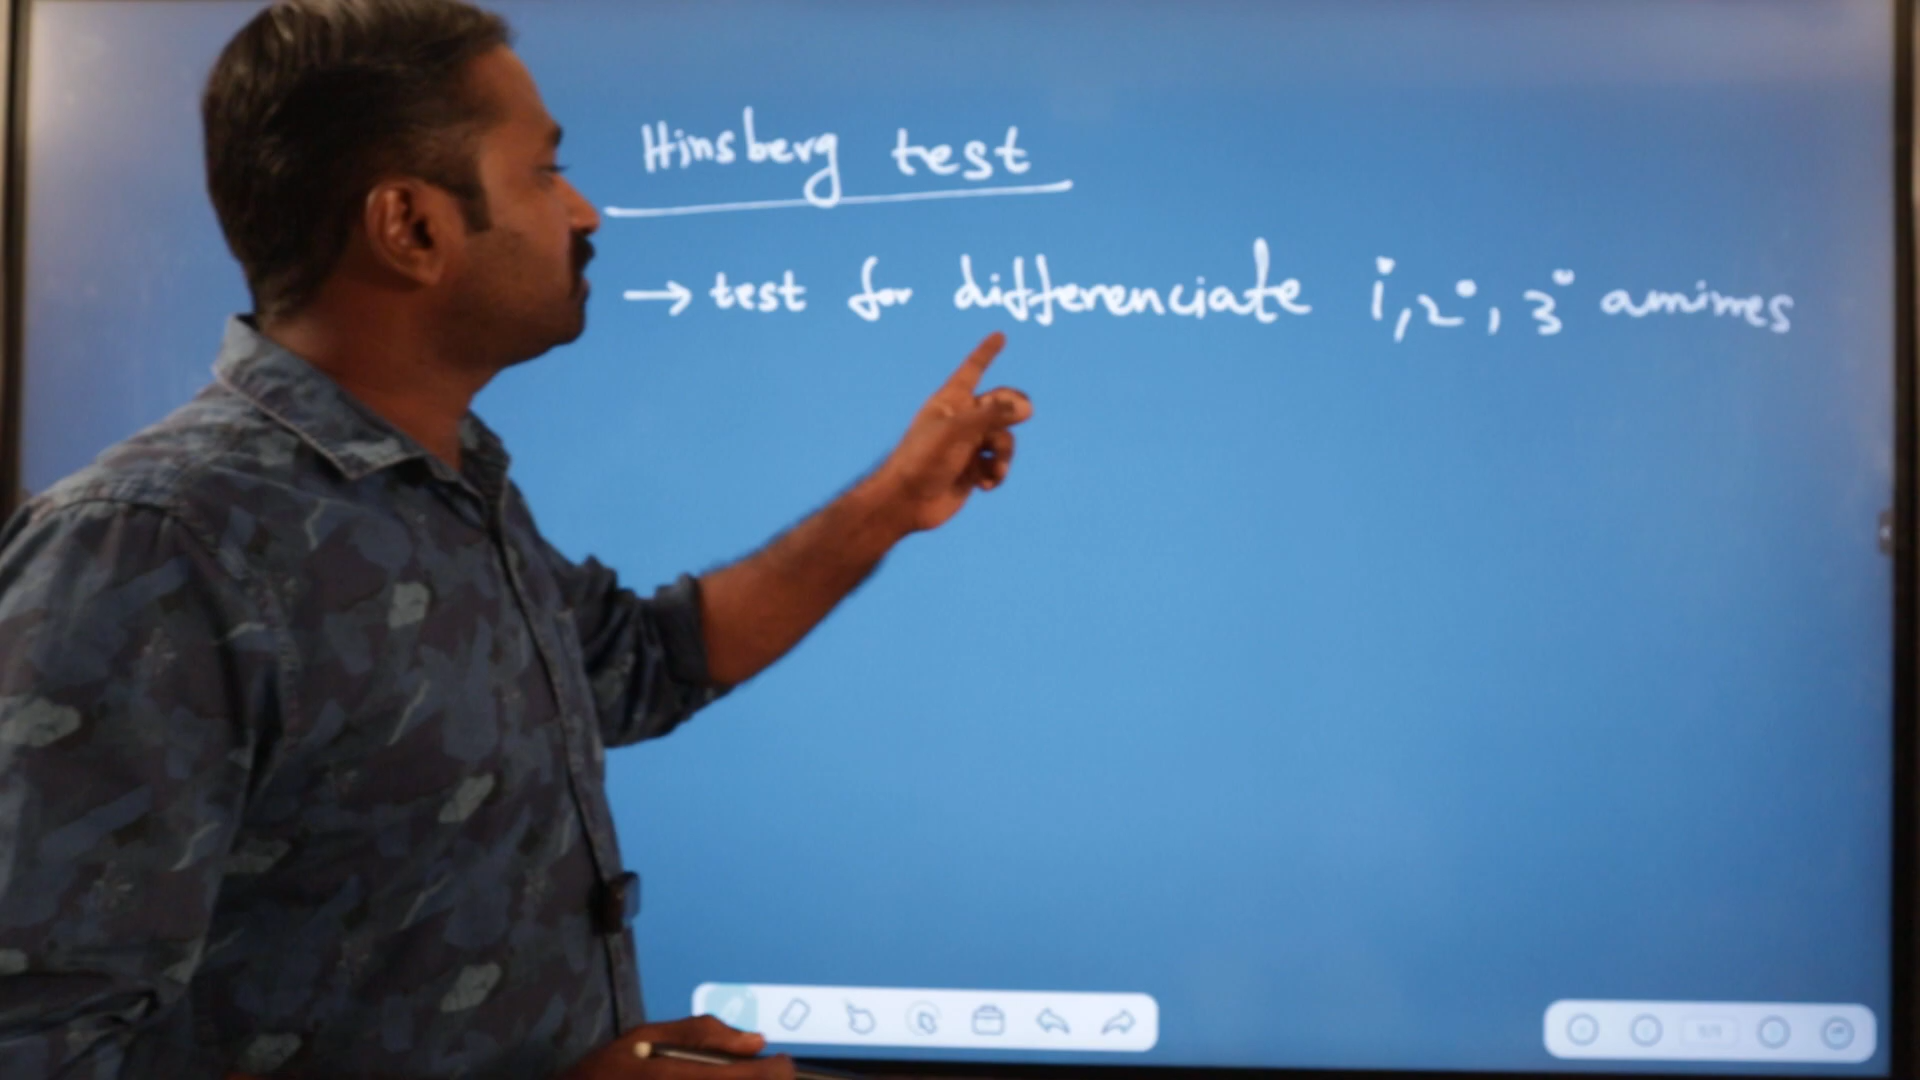 Hinsberg test
→ test for differenciate 1°, 2°, 3° amines